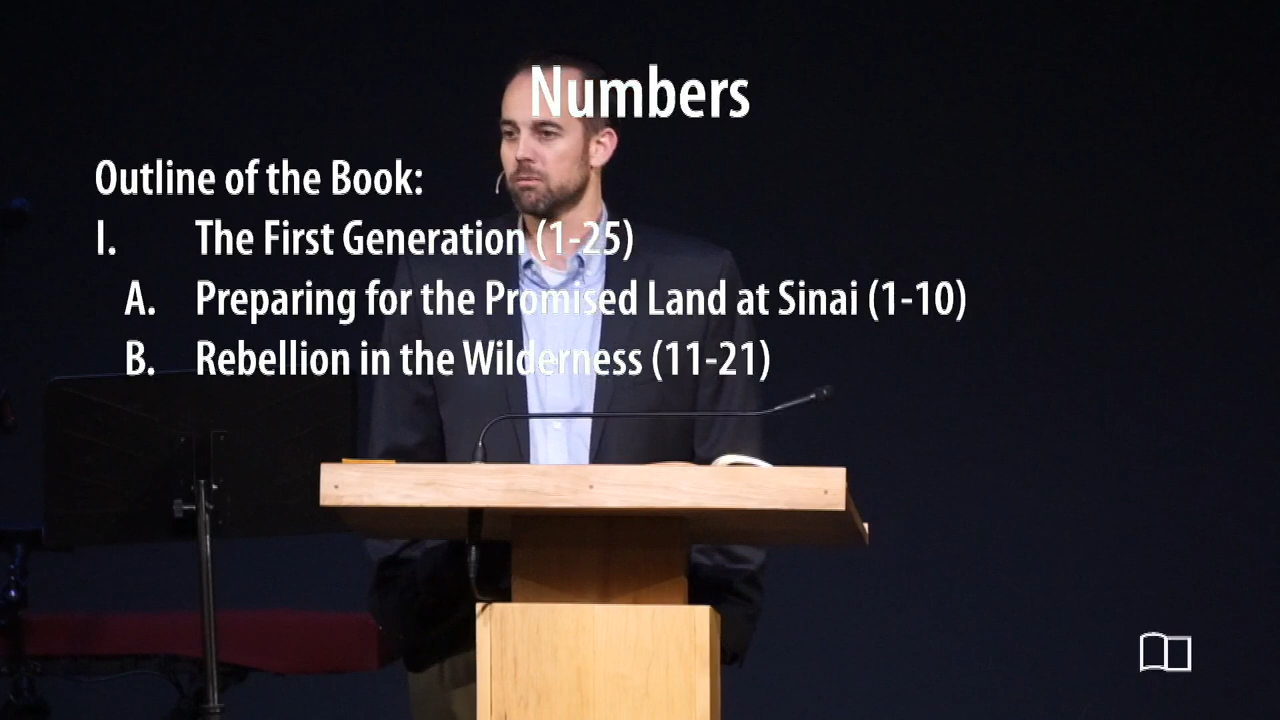 Numbers
Outline of the Book:
I. The First Generation (1-25)
A. Preparing for the Promised Land at Sinai (1-10)
B. Rebellion in the Wilderness (11-21)